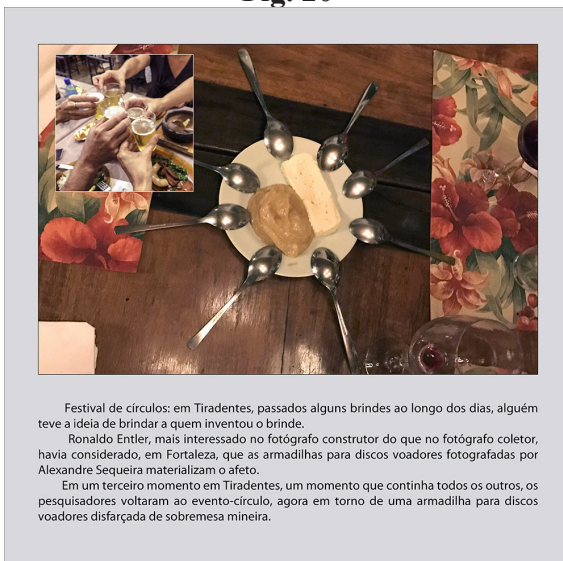 Festival de círculos: em Tiradentes, passados alguns brindes ao longo dos dias, alguém
teve a ideia de brindar a quem inventou o brinde.
Ronaldo Entler, mais interessado no fotógrafo construtor do que no fotógrafo coletor,
havia considerado, em Fortaleza, que as armadilhas para discos voadores fotografadas por
Alexandre Sequeira materializam o afeto.
Em um terceiro momento em Tiradentes, um momento que continha todos os outros, os
pesquisadores voltaram ao evento-círculo, agora em torno de uma armadilha para discos
voadores disfarçada de sobremesa mineira.